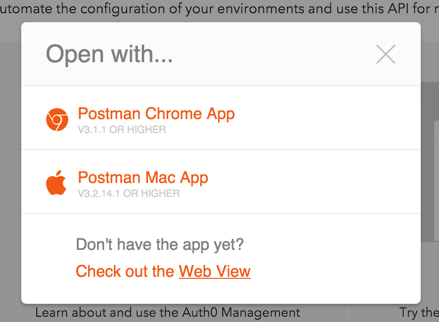 utomate the configuration of your environments and use this API for r
Open with...
Postman Chrome App
V3.1.1 OR HIGHER
Postman Mac App
V3.2.14.1 OR HIGHER
Don't have the app yet?
Check out the Web View
Learn about and use the Auth0 Management
Try the